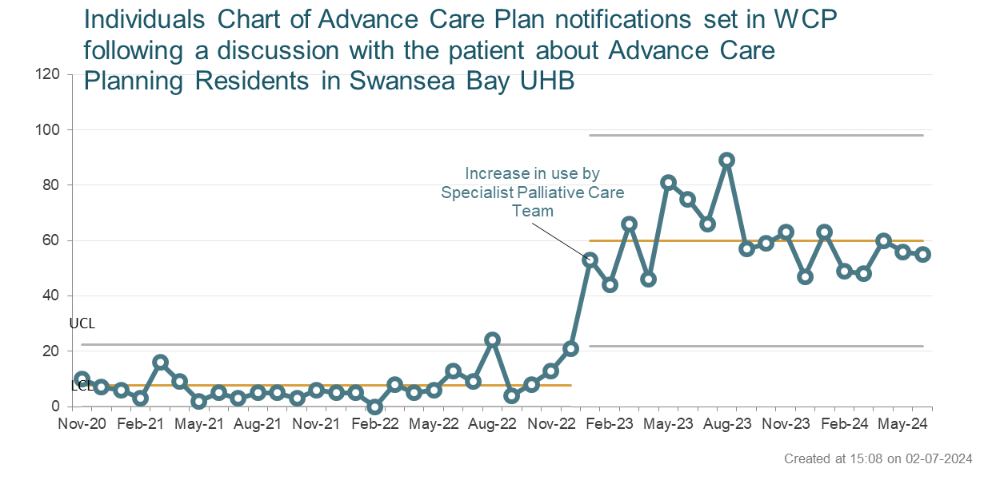 Individuals Chart of Advance Care Plan notifications set in WCP
following a discussion with the patient about Advance Care
Planning Residents in Swansea Bay UHB
120
100
80
60
40
20
0
Increase in use by
Specialist Palliative Care
Team
UCL
LCL
Nov-20 Feb-21 May-21 Aug-21 Nov-21 Feb-22 May-22 Aug-22 Nov-22 Feb-23 May-23 Aug-23 Nov-23 Feb-24 May-24
Created at 15:08 on 02-07-2024